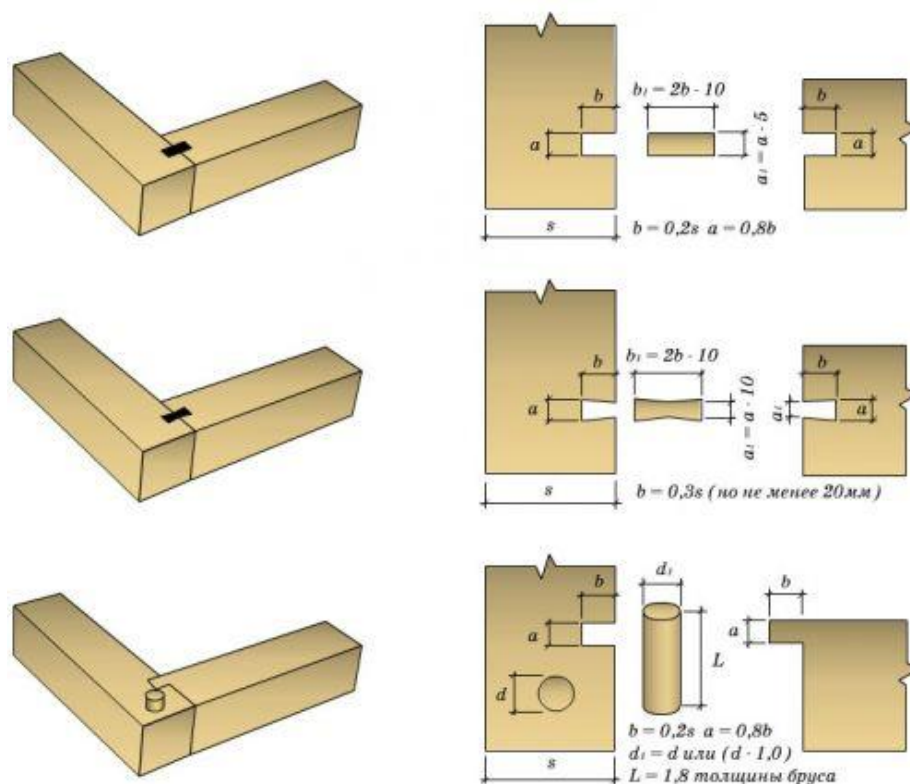 b b₁ = 2b - 10 b
a a₁ = a - 5 a
s b = 0,2s a = 0,8b
b b₁ = 2b - 10 b
a a₁ = a - 10 a₁ a
s b = 0,3s (но не менее 20мм)
b d₁ b
a L a
d
b = 0,2s a = 0,8b
d₁ = d или (d - 1,0)
s L = 1,8 толщины бруса